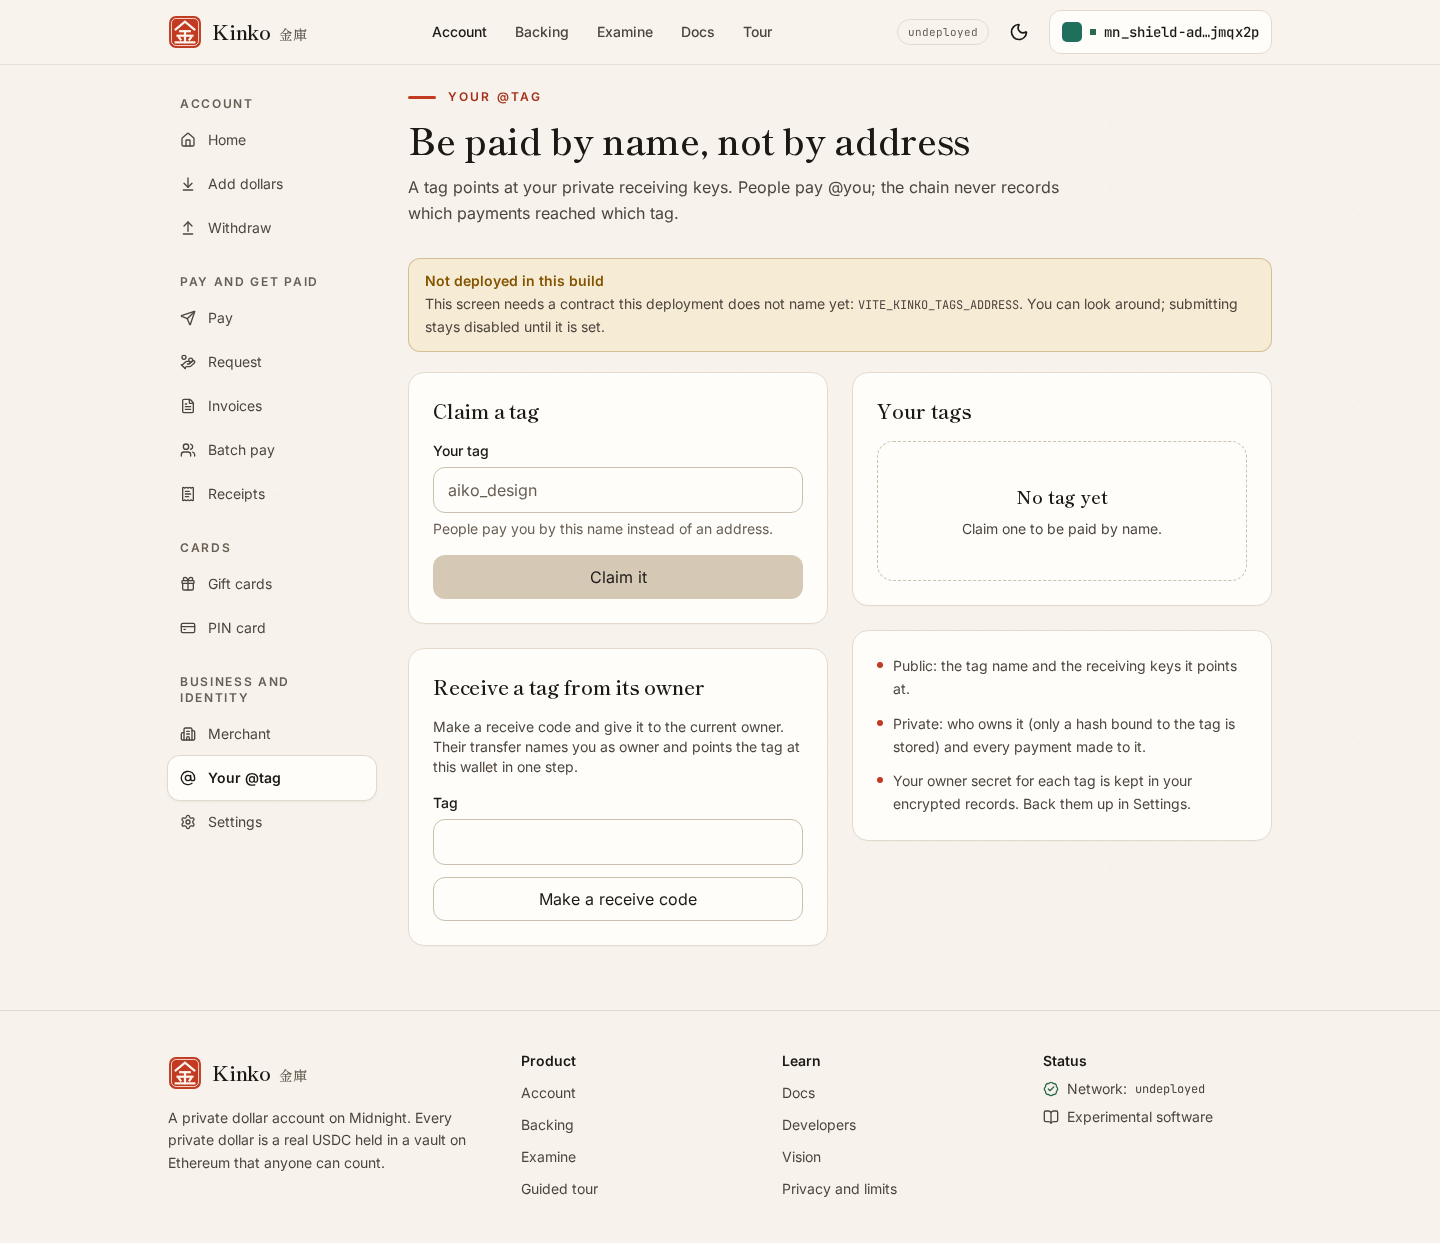 Kinko 金庫
Account
Backing
Examine
Docs
Tour
undeployed
mn_shield-ad…jmqx2p
ACCOUNT
Home
Add dollars
Withdraw
PAY AND GET PAID
Pay
Request
Invoices
Batch pay
Receipts
CARDS
Gift cards
PIN card
BUSINESS AND
IDENTITY
Merchant
Your @tag
Settings
YOUR @TAG
Be paid by name, not by address
A tag points at your private receiving keys. People pay @you; the chain never records
which payments reached which tag.
Not deployed in this build
This screen needs a contract this deployment does not name yet: VITE_KINKO_TAGS_ADDRESS. You can look around; submitting
stays disabled until it is set.
Claim a tag
Your tag
aiko_design
People pay you by this name instead of an address.
Claim it
Receive a tag from its owner
Make a receive code and give it to the current owner.
Their transfer names you as owner and points the tag at
this wallet in one step.
Tag
Make a receive code
Your tags
No tag yet
Claim one to be paid by name.
Public: the tag name and the receiving keys it points
at.
Private: who owns it (only a hash bound to the tag is
stored) and every payment made to it.
Your owner secret for each tag is kept in your
encrypted records. Back them up in Settings.
金 Kinko 金庫
A private dollar account on Midnight. Every
private dollar is a real USDC held in a vault on
Ethereum that anyone can count.
Product
Account
Backing
Examine
Guided tour
Learn
Docs
Developers
Vision
Privacy and limits
Status
Network: undeployed
Experimental software